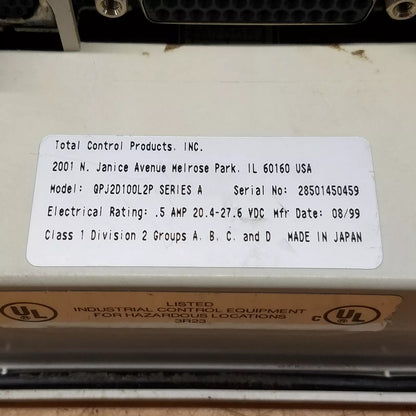 Total Control Products, INC.
2001 N. Janice Avenue Melrose Park, IL 60160 USA
Model: QPJ2D100L2P SERIES A Serial No: 28501450459
Electrical Rating: .5 AMP 20.4-27.6 VDC Mfr Date: 08/99
Class 1 Division 2 Groups A, B, C, and D MADE IN JAPAN
UL LISTED C UL
INDUSTRIAL CONTROL EQUIPMENT
FOR HAZARDOUS LOCATIONS
3R23